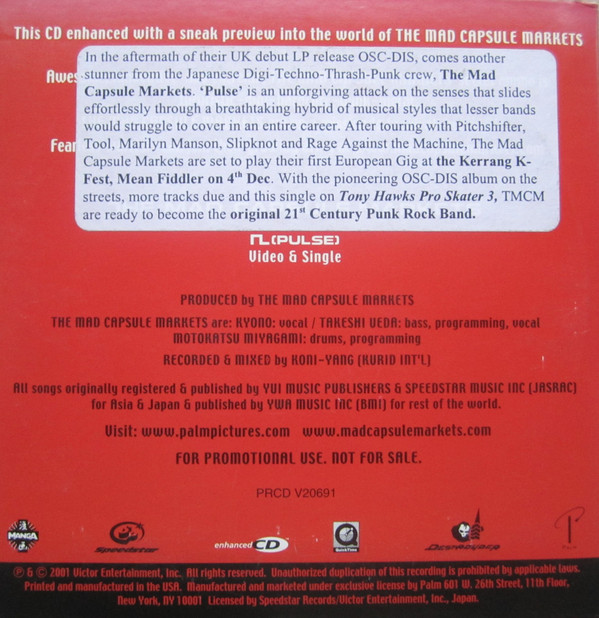 This CD enhanced with a sneak preview into the world of THE MAD CAPSULE MARKETS
In the aftermath of their UK debut LP release OSC-DIS, comes another
stunner from the Japanese Digi-Techno-Thrash-Punk crew, The Mad
Capsule Markets. ‘Pulse’ is an unforgiving attack on the senses that slides
effortlessly through a breathtaking hybrid of musical styles that lesser bands
would struggle to cover in an entire career. After touring with Pitchshifter,
Tool, Marilyn Manson, Slipknot and Rage Against the Machine, The Mad
Capsule Markets are set to play their first European Gig at the Kerrang K-
Fest, Mean Fiddler on 4th Dec. With the pioneering OSC-DIS album on the
streets, more tracks due and this single on Tony Hawks Pro Skater 3, TMCM
are ready to become the original 21st Century Punk Rock Band.
Awes
Fear
(PULSE)
Video & Single
PRODUCED by THE MAD CAPSULE MARKETS
THE MAD CAPSULE MARKETS are: KYONO: vocal / TAKESHI UEDA: bass, programming, vocal
MOTOKATSU MIYAGAMI: drums, programming
RECORDED & MIXED by KONI-YANG (KURID INT'L)
All songs originally registered & published by YUI MUSIC PUBLISHERS & SPEEDSTAR MUSIC INC (JASRAC)
for Asia & Japan & published by YWA MUSIC INC (BMI) for rest of the world.
Visit: www.palmpictures.com www.madcapsulemarkets.com
FOR PROMOTIONAL USE. NOT FOR SALE.
PRCD V20691
MANGA Speedstar enhanced CD QuickTime
℗ & © 2001 Victor Entertainment, Inc. All rights reserved. Unauthorized duplication of this recording is prohibited by applicable laws.
Printed and manufactured in the USA. Manufactured and marketed under exclusive license by Palm 601 W. 26th Street, 11th Floor,
New York, NY 10001 Licensed by Speedstar Records/Victor Entertainment, Inc., Japan.